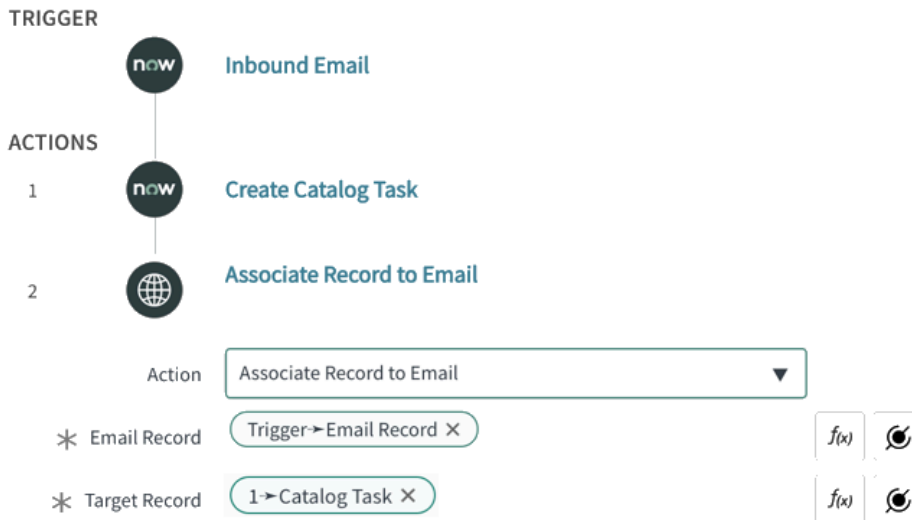 TRIGGER
now Inbound Email
ACTIONS
1 now Create Catalog Task
2 Associate Record to Email
Action Associate Record to Email
* Email Record Trigger➛Email Record × f(x)
* Target Record 1➛Catalog Task × f(x)